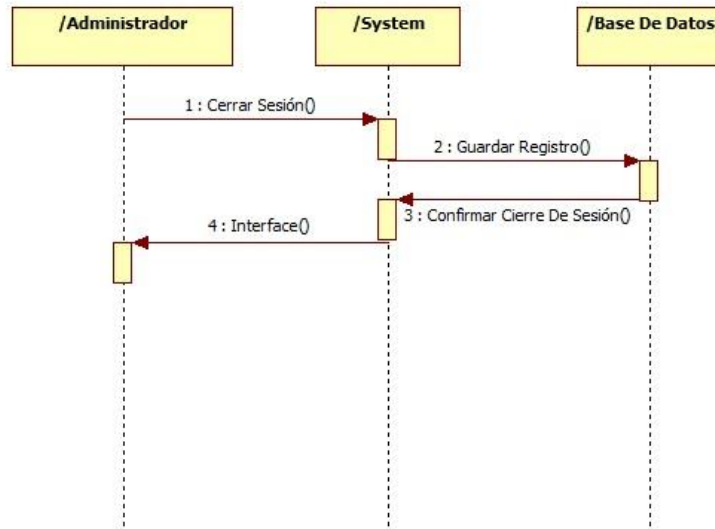 /Administrador
/System
/Base De Datos
1 : Cerrar Sesión()
2 : Guardar Registro()
3 : Confirmar Cierre De Sesión()
4 : Interface()